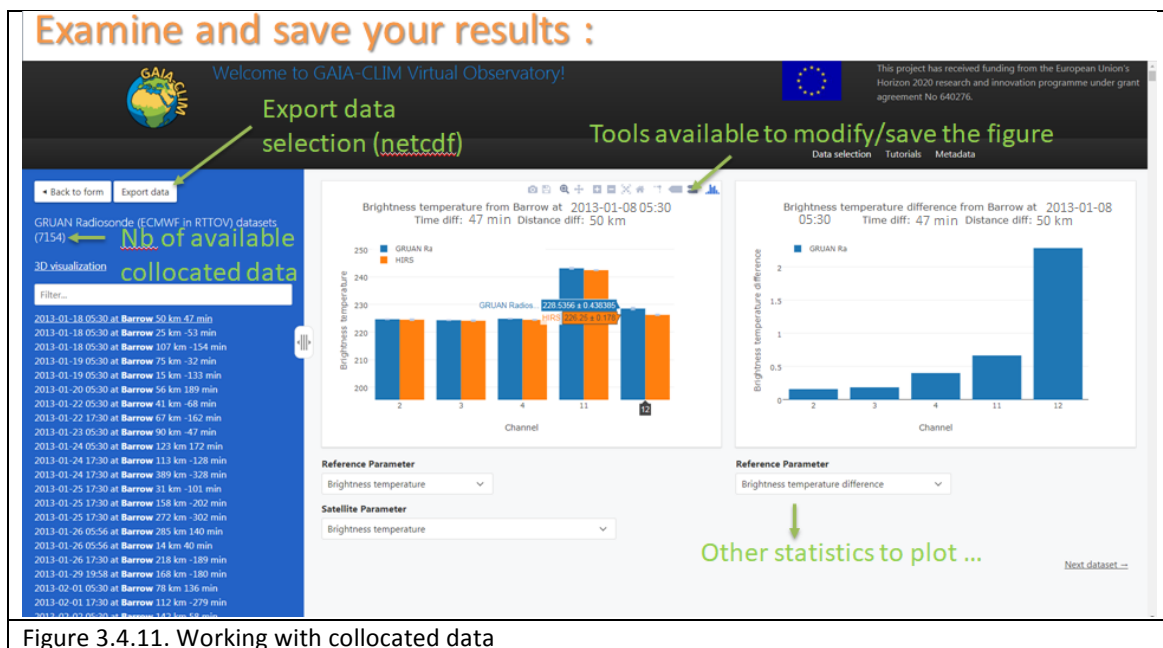 Examine and save your results :
GAIA-CLIM
Welcome to GAIA-CLIM Virtual Observatory!
This project has received funding from the European Union's
Horizon 2020 research and innovation programme under grant
agreement No 640276.
Export data
selection (netcdf)
Tools available to modify/save the figure
Data selection Tutorials Metadata
◂ Back to form Export data
GRUAN Radiosonde (ECMWF in RTTOV) datasets
(7154)
Nb of available
collocated data
3D visualization
Filter...
2013-01-18 05:30 at Barrow 50 km 47 min
2013-01-18 05:30 at Barrow 25 km -53 min
2013-01-18 05:30 at Barrow 107 km -154 min
2013-01-19 05:30 at Barrow 75 km -32 min
2013-01-19 05:30 at Barrow 15 km -133 min
2013-01-20 05:30 at Barrow 56 km 189 min
2013-01-22 05:30 at Barrow 41 km -68 min
2013-01-22 17:30 at Barrow 67 km -162 min
2013-01-23 05:30 at Barrow 90 km -47 min
2013-01-24 05:30 at Barrow 123 km 172 min
2013-01-24 17:30 at Barrow 113 km -128 min
2013-01-24 17:30 at Barrow 389 km -328 min
2013-01-25 17:30 at Barrow 31 km -101 min
2013-01-25 17:30 at Barrow 158 km -202 min
2013-01-25 17:30 at Barrow 272 km -302 min
2013-01-26 05:56 at Barrow 285 km 140 min
2013-01-26 05:56 at Barrow 14 km 40 min
2013-01-26 17:30 at Barrow 218 km -189 min
2013-01-29 19:58 at Barrow 168 km -180 min
2013-02-01 05:30 at Barrow 78 km 136 min
2013-02-01 17:30 at Barrow 112 km -279 min
Brightness temperature from Barrow at 2013-01-08 05:30
Time diff: 47 min Distance diff: 50 km
GRUAN Ra
HIRS
Brightness temperature
250
240
230
220
210
200
GRUAN Radios... 228.5356 ± 0.438385
HIRS 226.25 ± 0.178
2 3 4 11 12
Channel
Reference Parameter
Brightness temperature
Satellite Parameter
Brightness temperature
Brightness temperature difference from Barrow at 2013-01-08
05:30 Time diff: 47 min Distance diff: 50 km
GRUAN Ra
Brightness temperature difference
2
1.5
1
0.5
0
2 3 4 11 12
Channel
Reference Parameter
Brightness temperature difference
Other statistics to plot ...
Next dataset →
Figure 3.4.11. Working with collocated data